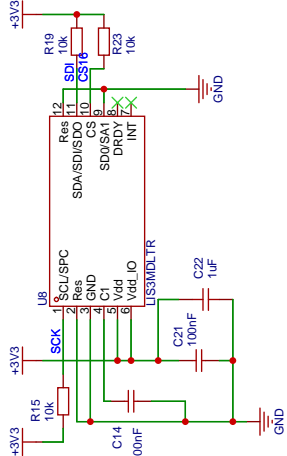 +3V3
R19
10k
R23
10k
SDI
CS16
GND
12
11
10
9
8
7
Res
SDA/SDI/SDO
CS
SD0/SA1
DRDY
INT
U8
LIS3MDLTR
SCL/SPC
Res
GND
C1
Vdd
Vdd_IO
1
2
3
4
5
6
SCK
+3V3
R15
10k
+3V3
C22
1uF
C21
100nF
C14
00nF
GND